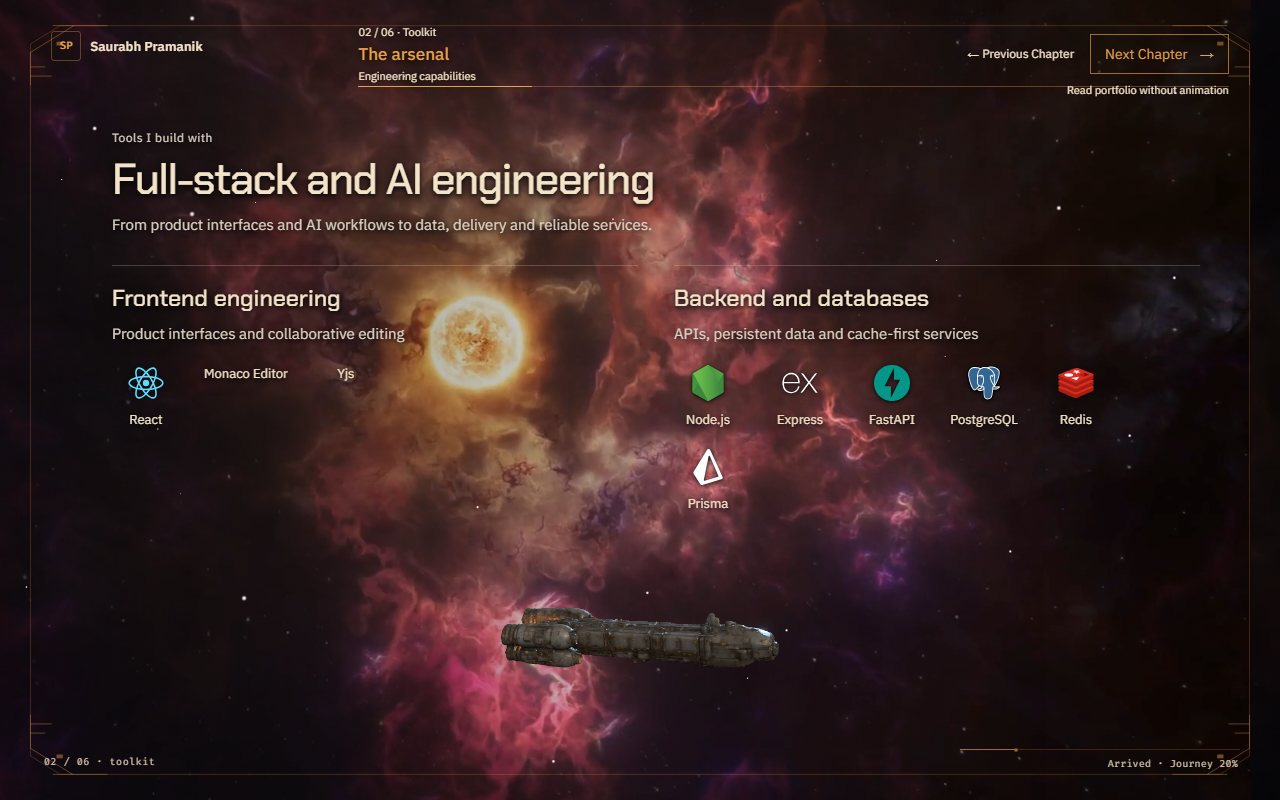 SP
Saurabh Pramanik
02 / 06 · Toolkit
The arsenal
Engineering capabilities
← Previous Chapter
Next Chapter →
Read portfolio without animation
Tools I build with
Full-stack and AI engineering
From product interfaces and AI workflows to data, delivery and reliable services.
Frontend engineering
Product interfaces and collaborative editing
React
Monaco Editor
Yjs
Backend and databases
APIs, persistent data and cache-first services
Node.js
ex
Express
FastAPI
PostgreSQL
Redis
Prisma
02 / 06 · toolkit
Arrived · Journey 20%